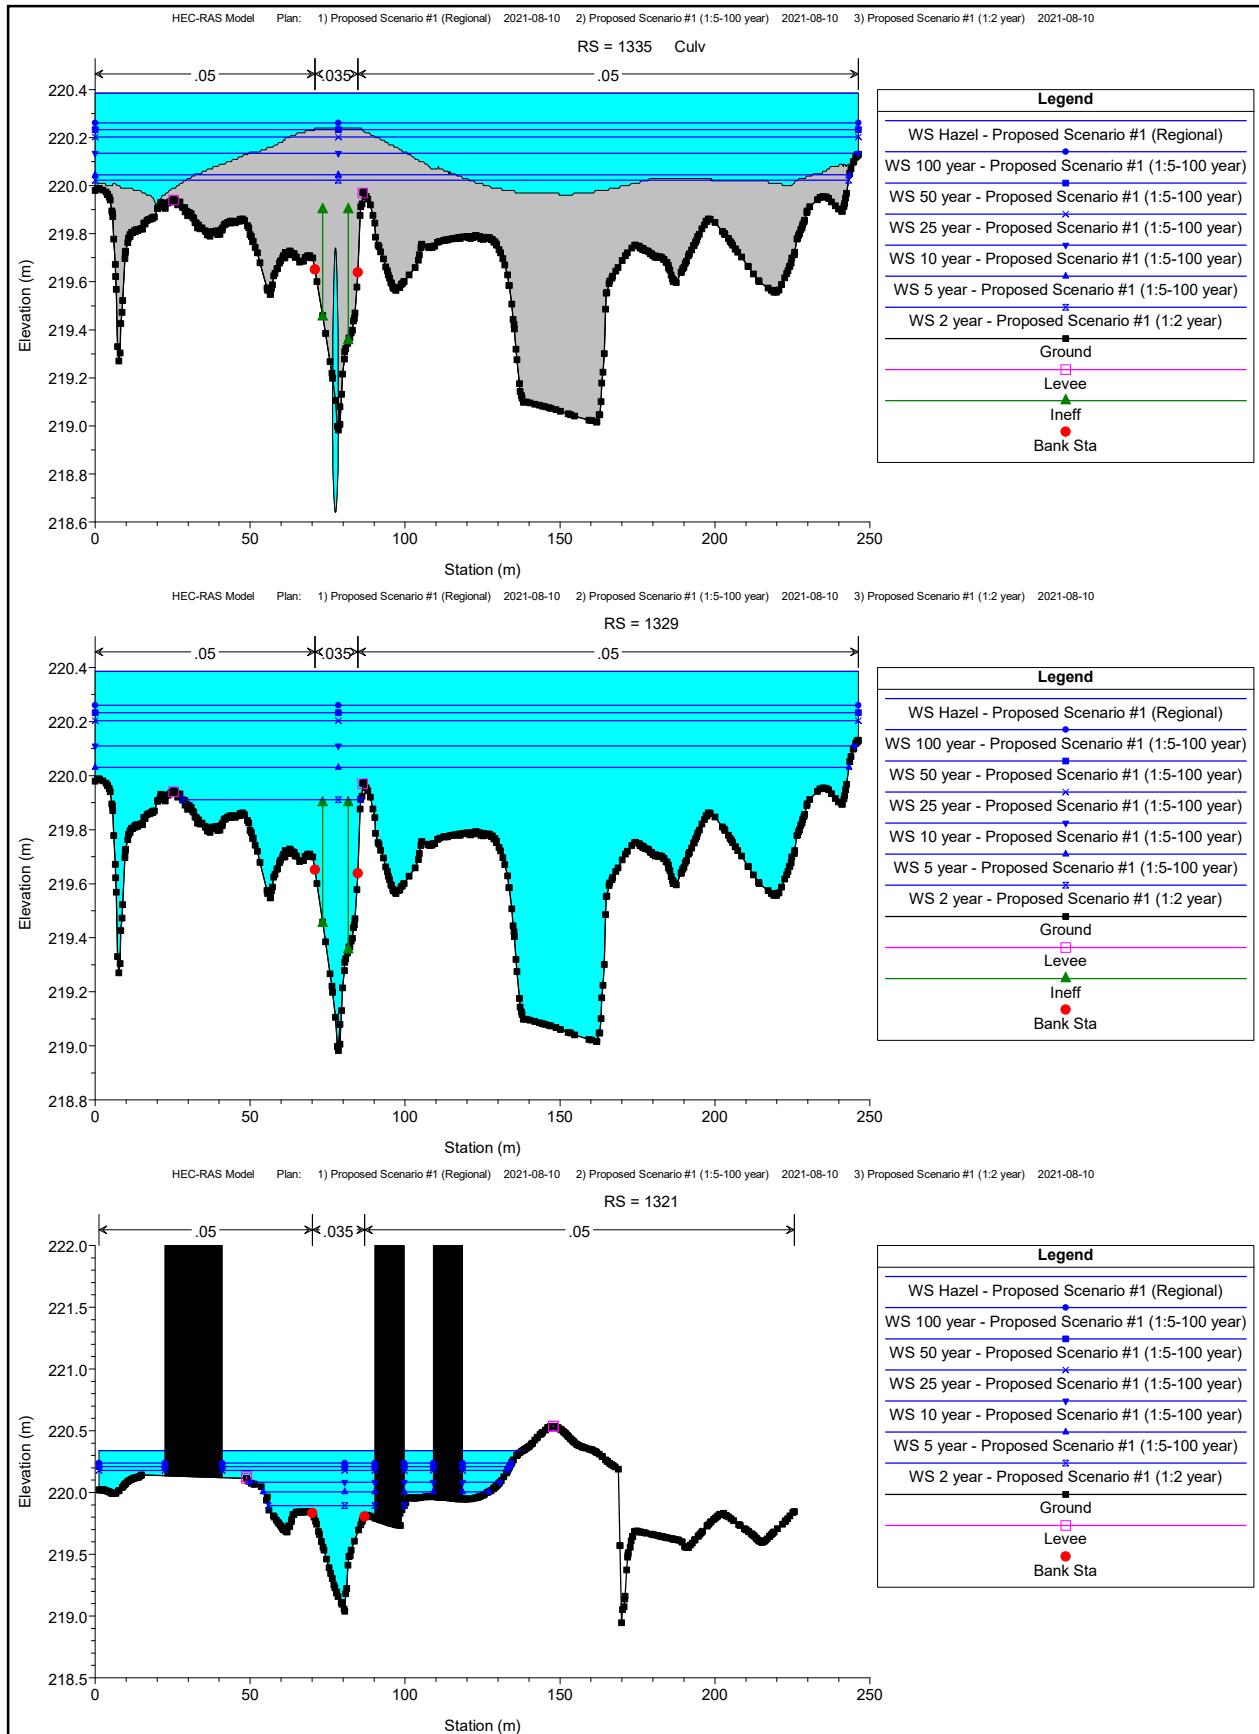 HEC-RAS Model Plan: 1) Proposed Scenario #1 (Regional) 2021-08-10 2) Proposed Scenario #1 (1:5-100 year) 2021-08-10 3) Proposed Scenario #1 (1:2 year) 2021-08-10
RS = 1335 Culv
.05 .035 .05
220.4
220.2
220.0
219.8
219.6
219.4
219.2
219.0
218.8
218.6
Elevation (m)
0 50 100 150 200 250
Station (m)
Legend
WS Hazel - Proposed Scenario #1 (Regional)
WS 100 year - Proposed Scenario #1 (1:5-100 year)
WS 50 year - Proposed Scenario #1 (1:5-100 year)
WS 25 year - Proposed Scenario #1 (1:5-100 year)
WS 10 year - Proposed Scenario #1 (1:5-100 year)
WS 5 year - Proposed Scenario #1 (1:5-100 year)
WS 2 year - Proposed Scenario #1 (1:2 year)
Ground
Levee
Ineff
Bank Sta
HEC-RAS Model Plan: 1) Proposed Scenario #1 (Regional) 2021-08-10 2) Proposed Scenario #1 (1:5-100 year) 2021-08-10 3) Proposed Scenario #1 (1:2 year) 2021-08-10
RS = 1329
.05 .035 .05
220.4
220.2
220.0
219.8
219.6
219.4
219.2
219.0
218.8
Elevation (m)
0 50 100 150 200 250
Station (m)
Legend
WS Hazel - Proposed Scenario #1 (Regional)
WS 100 year - Proposed Scenario #1 (1:5-100 year)
WS 50 year - Proposed Scenario #1 (1:5-100 year)
WS 25 year - Proposed Scenario #1 (1:5-100 year)
WS 10 year - Proposed Scenario #1 (1:5-100 year)
WS 5 year - Proposed Scenario #1 (1:5-100 year)
WS 2 year - Proposed Scenario #1 (1:2 year)
Ground
Levee
Ineff
Bank Sta
HEC-RAS Model Plan: 1) Proposed Scenario #1 (Regional) 2021-08-10 2) Proposed Scenario #1 (1:5-100 year) 2021-08-10 3) Proposed Scenario #1 (1:2 year) 2021-08-10
RS = 1321
.05 .035 .05
222.0
221.5
221.0
220.5
220.0
219.5
219.0
218.5
Elevation (m)
0 50 100 150 200 250
Station (m)
Legend
WS Hazel - Proposed Scenario #1 (Regional)
WS 100 year - Proposed Scenario #1 (1:5-100 year)
WS 50 year - Proposed Scenario #1 (1:5-100 year)
WS 25 year - Proposed Scenario #1 (1:5-100 year)
WS 10 year - Proposed Scenario #1 (1:5-100 year)
WS 5 year - Proposed Scenario #1 (1:5-100 year)
WS 2 year - Proposed Scenario #1 (1:2 year)
Ground
Levee
Bank Sta